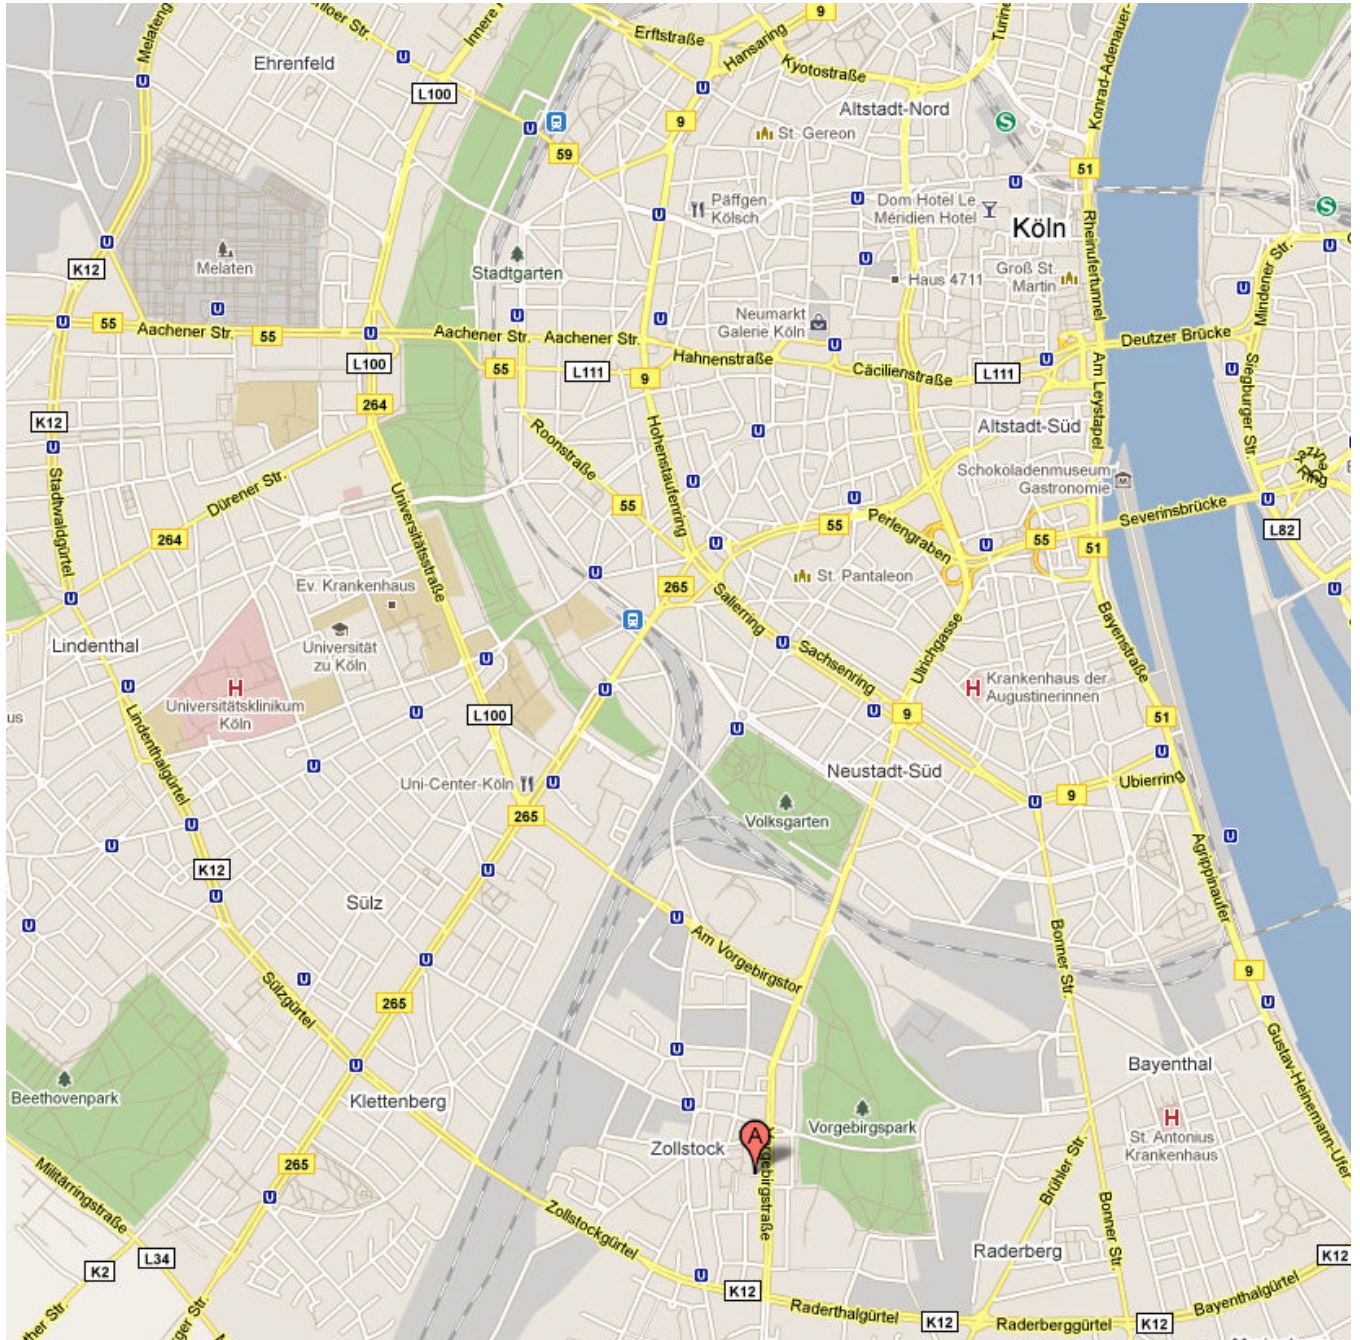 Melateng
Erftstraße
Hansaring
9
Turine
Innere
Kyotostraße
Konrad-Adenauer-
Ehrenfeld
U
L100
U
U
Altstadt-Nord
St. Gereon
S
9
U
59
51
U
U
Päffgen
Kölsch
Dom Hotel Le
Méridien Hotel
S
Köln
U
U
Melaten
Stadtgarten
K12
U
Haus 4711
Groß St.
Martin
Rheinufertunnel
Mindener Str.
U
U
U
U
U
Neumarkt
Galerie Köln
U
55
Aachener Str.
55
U
Aachener Str.
Aachener Str.
Hahnenstraße
U
U
Deutzer Brücke
L100
55
L111
9
Cäcilienstraße
L111
U
Am Leystapel
Siegburger Str
264
K12
U
Roonstraße
Hohenstaufenring
U
Altstadt-Süd
Dürener Str.
U
Schokoladenmuseum
Gastronomie
Stadtwaldgürtel
Universitätsstraße
55
U
55
Perlengraben
Severinsbrücke
U
L82
264
U
U
55
51
Ev. Krankenhaus
U
265
St. Pantaleon
U
U
Salierring
Bayenstraße
Lindenthal
Universität
zu Köln
U
U
Sachsenring
Ulrichgasse
U
H
Universitätsklinikum
Köln
U
H
Krankenhaus der
Augustinerinnen
Lindenthalgürtel
U
L100
U
U
9
51
U
U
Neustadt-Süd
Uni-Center-Köln
U
Ubierring
265
Volksgarten
U
9
U
U
U
K12
U
Sülz
U
U
Agrippinaufer
U
U
Am Vorgebirgstor
Bonner Str.
U
U
9
Sülzgürtel
265
U
Gustav-Heinemann-Ufer
U
U
Bayenthal
Beethovenpark
Klettenberg
U
H
St. Antonius
Krankenhaus
Vorgebirgspark
A
Zollstock
Militärringstraße
265
U
Brühler Str.
Bonner Str.
Zollstockgürtel
Raderberg
K2
L34
U
K12
K12
Raderthalgürtel
K12
Raderberggürtel
K12
Bayenthalgürtel